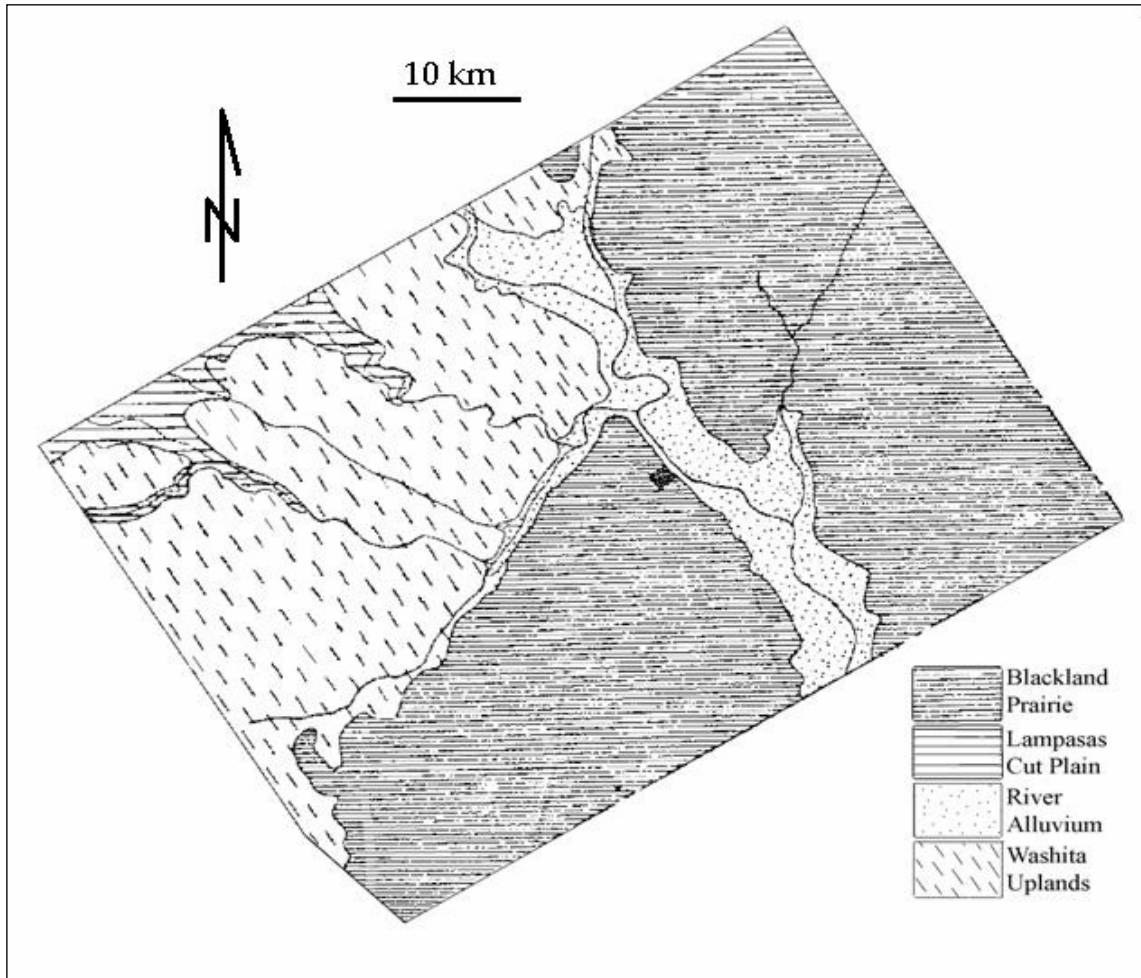 10 km
N
Blackland
Prairie
Lampasas
Cut Plain
River
Alluvium
Washita
Uplands